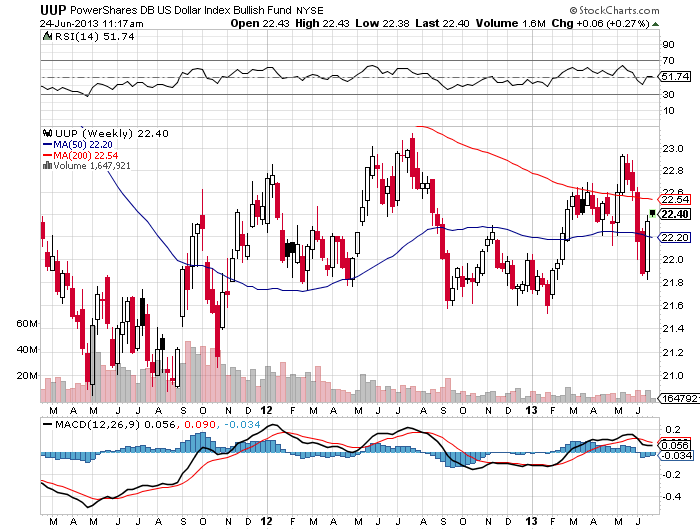 UUP PowerShares DB US Dollar Index Bullish Fund NYSE © StockCharts.com
24-Jun-2013 11:17am Open 22.43 High 22.43 Low 22.38 Last 22.40 Volume 1.6M Chg +0.06 (+0.27%)
RSI(14) 51.74
90
70
51.74
30
10
UUP (Weekly) 22.40
MA(50) 22.20
MA(200) 22.54
Volume 1,647,921
23.0
22.8
22.6
22.54
22.40
22.20
22.0
21.8
21.6
21.4
21.2
21.0
60M
40M
20M
1647921
M A M J J A S O N D 12 F M A M J J A S O N D 13 F M A M J
MACD(12,26,9) 0.056, 0.090, -0.034
0.2
0.056
-0.034
-0.2
-0.4
M A M J J A S O N D 12 F M A M J J A S O N D 13 F M A M J